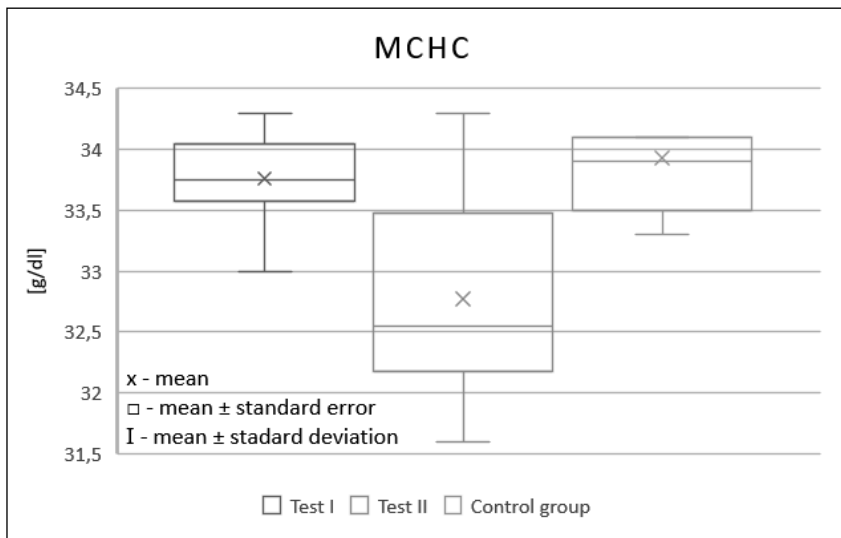 MCHC
34,5
34
33,5
33
32,5
32
31,5
[g/dl]
x - mean
□ - mean ± standard error
I - mean ± stadard deviation
Test I
Test II
Control group